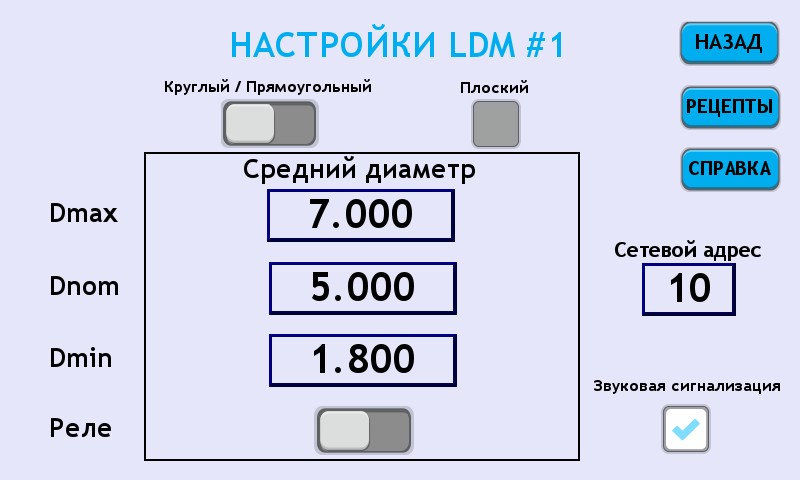 НАСТРОЙКИ LDM #1
НАЗАД
Круглый / Прямоугольный
Плоский
РЕЦЕПТЫ
Средний диаметр
СПРАВКА
Dmax
7.000
Сетевой адрес
Dnom
5.000
10
Dmin
1.800
Звуковая сигнализация
Реле